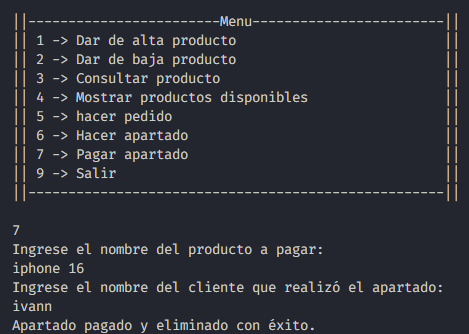 ||------------------------Menu------------------------||
|| 1 -> Dar de alta producto ||
|| 2 -> Dar de baja producto ||
|| 3 -> Consultar producto ||
|| 4 -> Mostrar productos disponibles ||
|| 5 -> hacer pedido ||
|| 6 -> Hacer apartado ||
|| 7 -> Pagar apartado ||
|| 9 -> Salir ||
||----------------------------------------------------||
7
Ingrese el nombre del producto a pagar:
iphone 16
Ingrese el nombre del cliente que realizó el apartado:
ivann
Apartado pagado y eliminado con éxito.